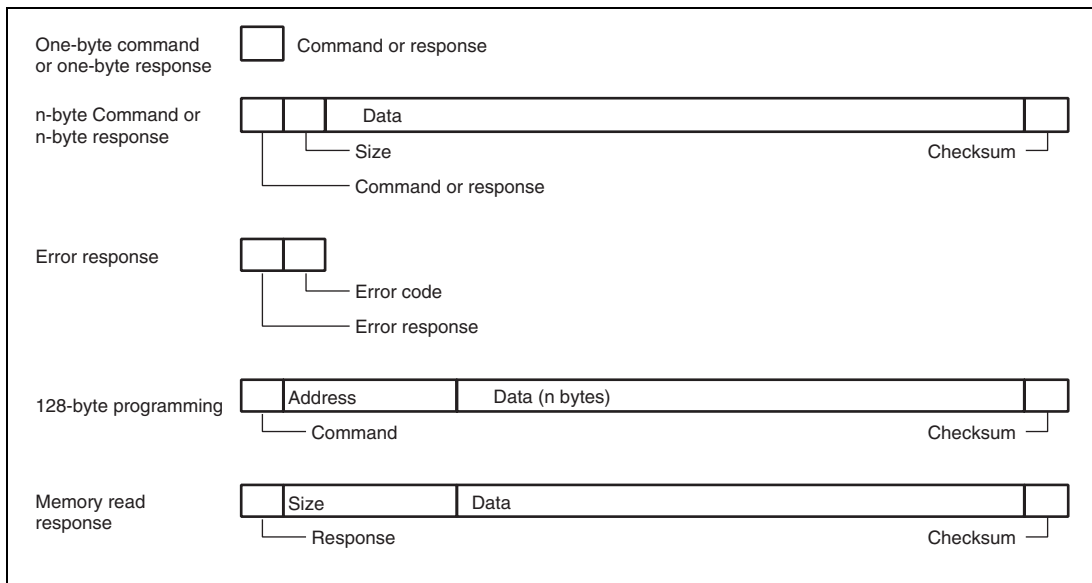 One-byte command
or one-byte response
Command or response
n-byte Command or
n-byte response
Data
Size
Checksum
Command or response
Error response
Error code
Error response
128-byte programming
Address
Data (n bytes)
Command
Checksum
Memory read
response
Size
Data
Response
Checksum